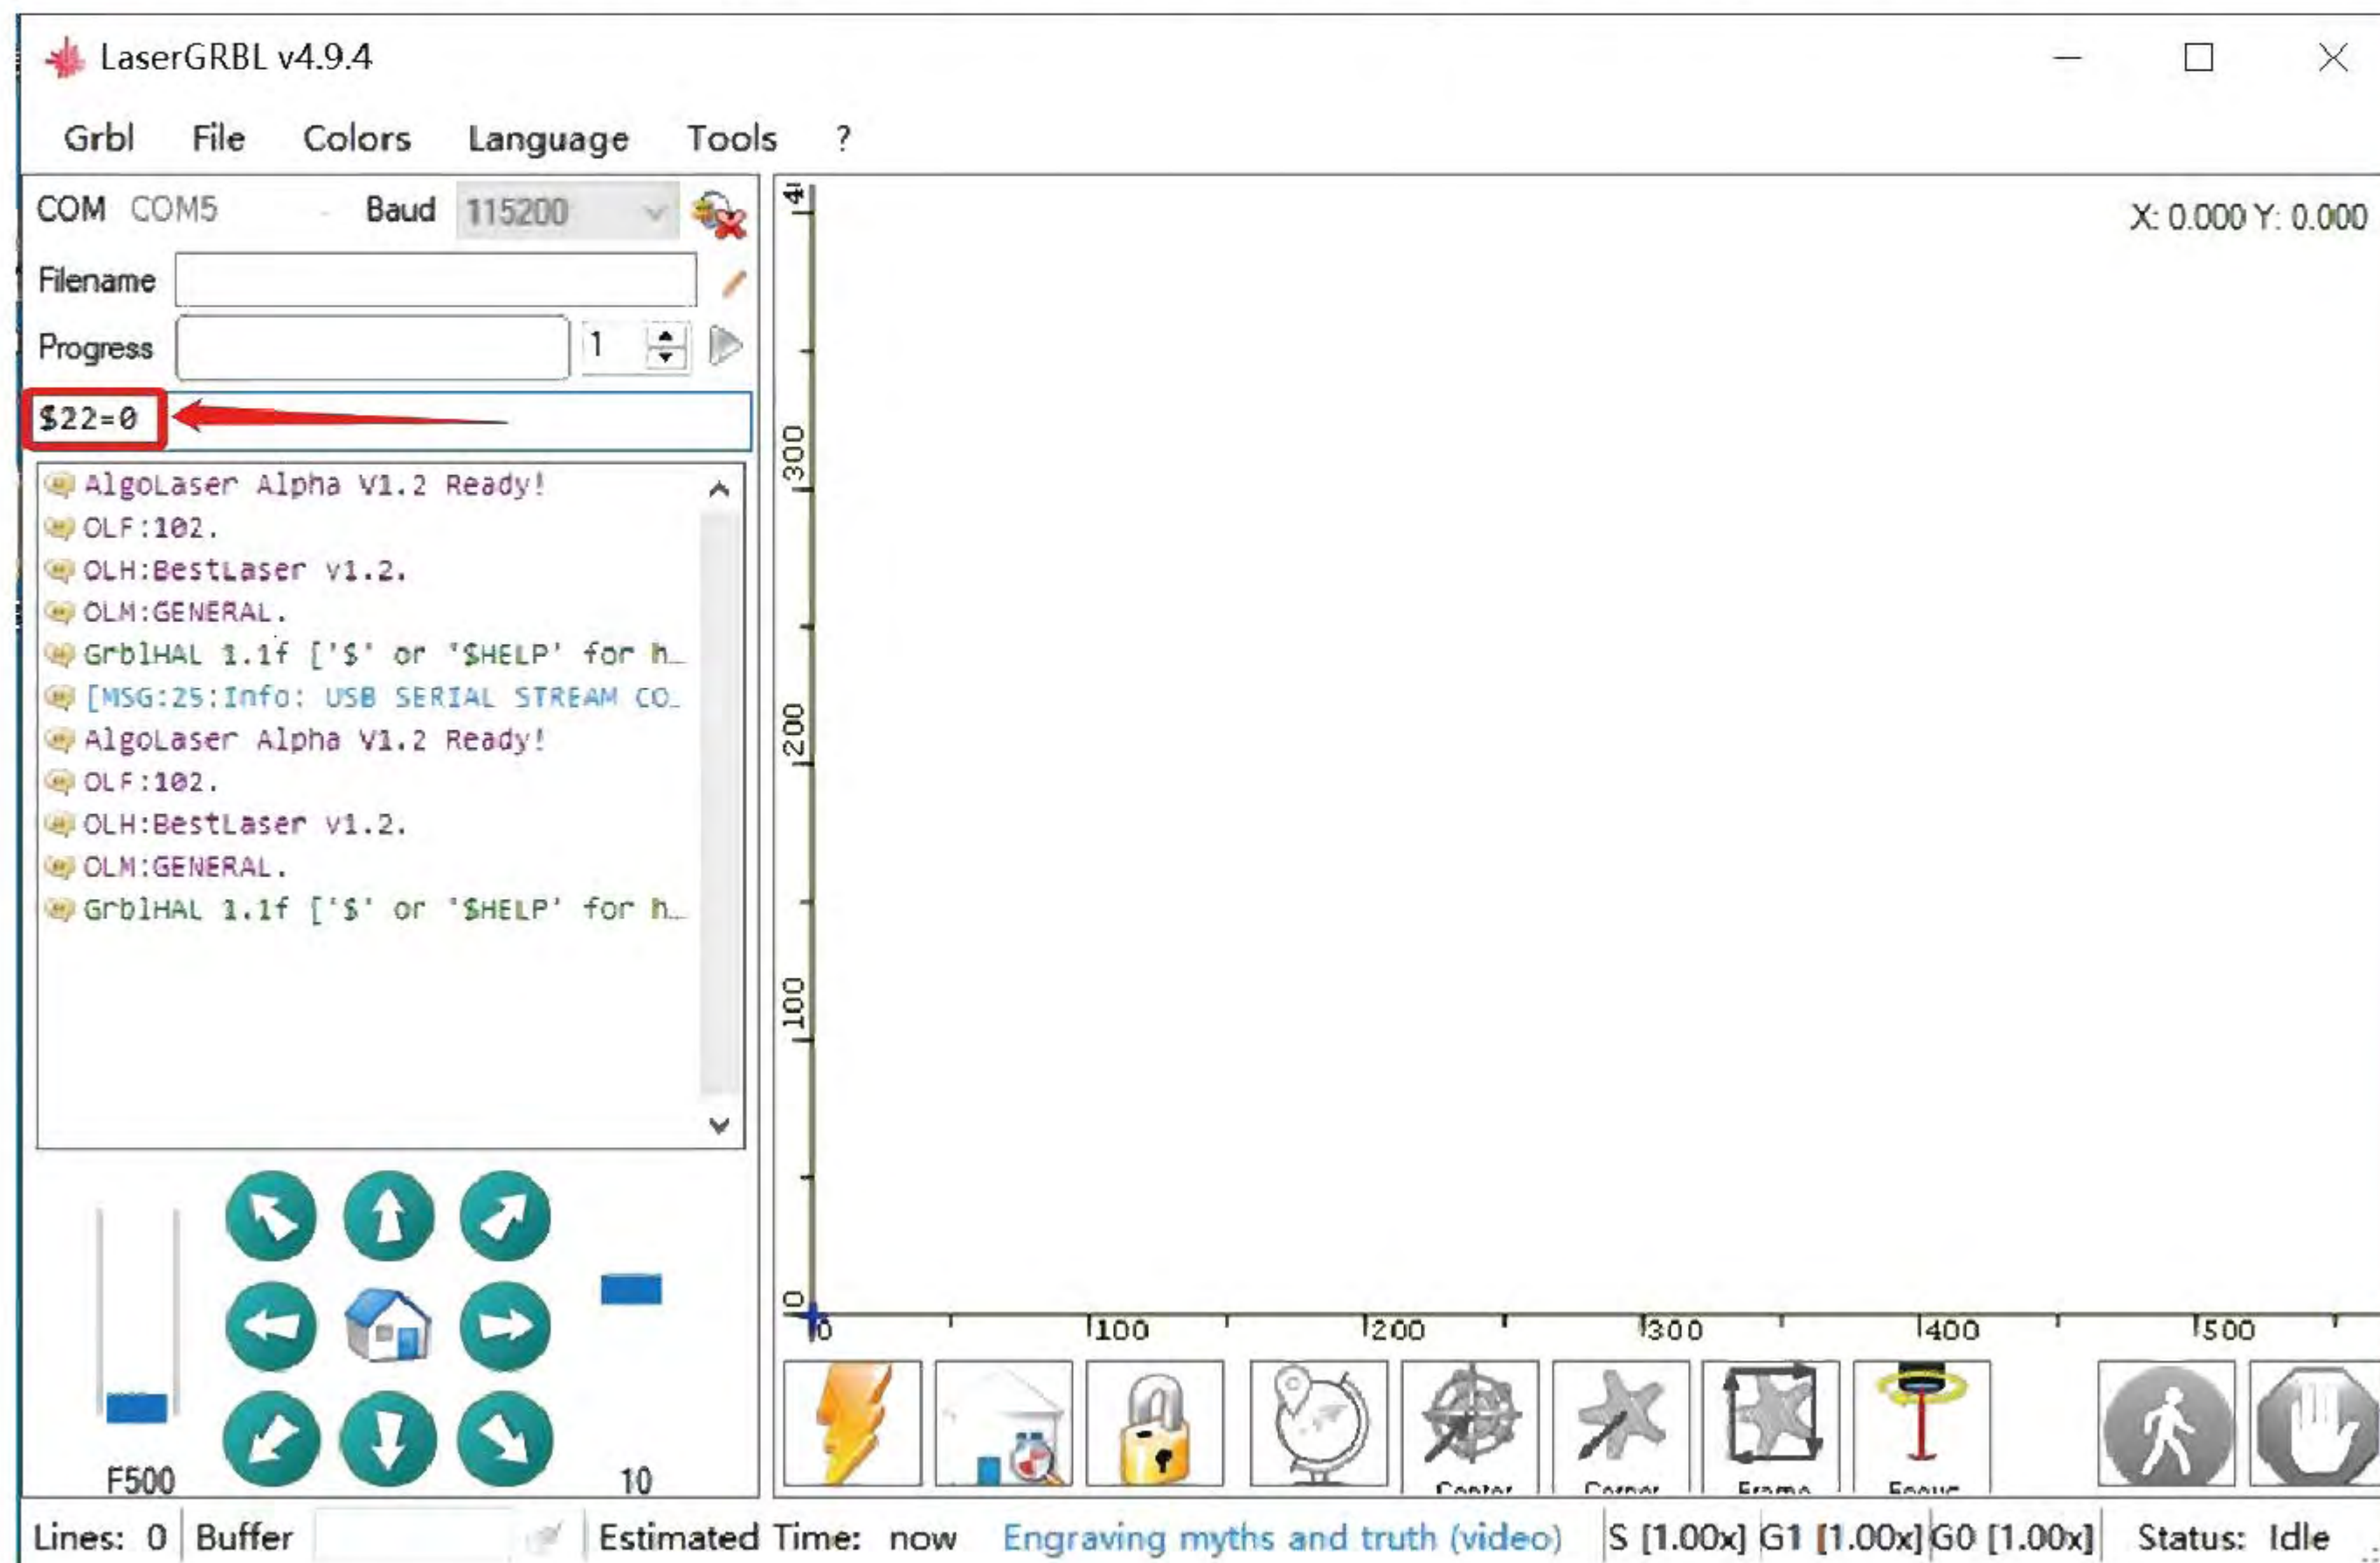 LaserGRBL v4.9.4
Grbl File Colors Language Tools ?
COM COM5 Baud 115200
Filename
Progress 1
$22=0
AlgoLaser Alpha V1.2 Ready!
OLF:102.
OLH:BestLaser v1.2.
OLM:GENERAL.
GrblHAL 1.1f ['$' or '$HELP' for h…
[MSG:25:Info: USB SERIAL STREAM CO…
AlgoLaser Alpha V1.2 Ready!
OLF:102.
OLH:BestLaser v1.2.
OLM:GENERAL.
GrblHAL 1.1f ['$' or '$HELP' for h…
F500
10
X: 0.000 Y: 0.000
300
200
100
0
0 100 200 300 400 500
Center Corner Frame Focus
Lines: 0 Buffer Estimated Time: now Engraving myths and truth (video) S [1.00x] G1 [1.00x] G0 [1.00x] Status: Idle